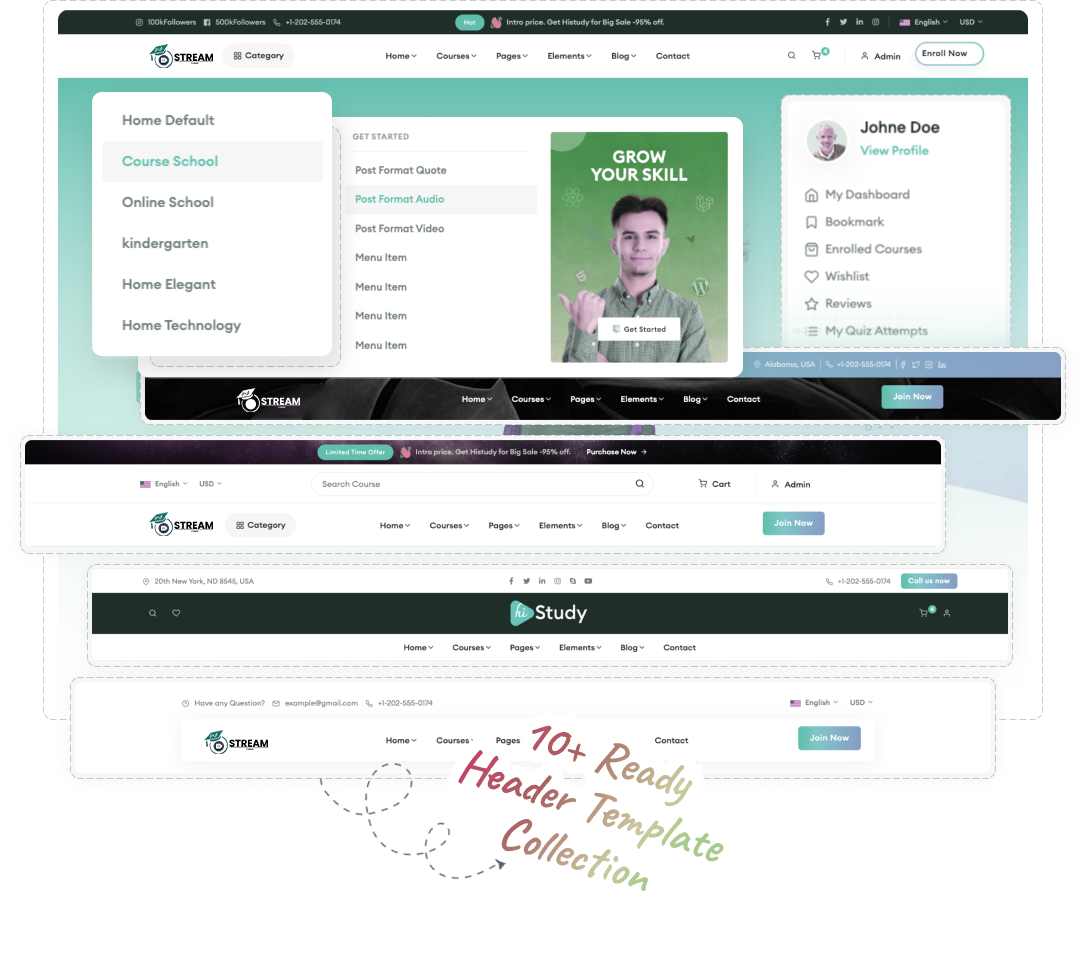 100kFollowers 500kFollowers +1-202-555-0174 Hot Intro price. Get Histudy for Big Sale -95% off. English USD
STREAM Category Home Courses Pages Elements Blog Contact 4 Admin Enroll Now
Home Default
Course School
Online School
kindergarten
Home Elegant
Home Technology
GET STARTED
Post Format Quote
Post Format Audio
Post Format Video
Menu Item
Menu Item
Menu Item
Menu Item
GROW
YOUR SKILL
Get Started
Johne Doe
View Profile
My Dashboard
Bookmark
Enrolled Courses
Wishlist
Reviews
My Quiz Attempts
Alabama, USA +1-202-555-0174
STREAM Home Courses Pages Elements Blog Contact Join Now
Limited Time Offer Intro price. Get Histudy for Big Sale -95% off. Purchase Now
English USD Search Course Cart Admin
STREAM Category Home Courses Pages Elements Blog Contact Join Now
20th New York, ND 8545, USA +1-202-555-0174 Call us now
hi Study 4
Home Courses Pages Elements Blog Contact
Have any Question? example@gmail.com +1-202-555-0174 English USD
STREAM Home Courses Pages Contact Join Now
10+ Ready
Header Template
Collection